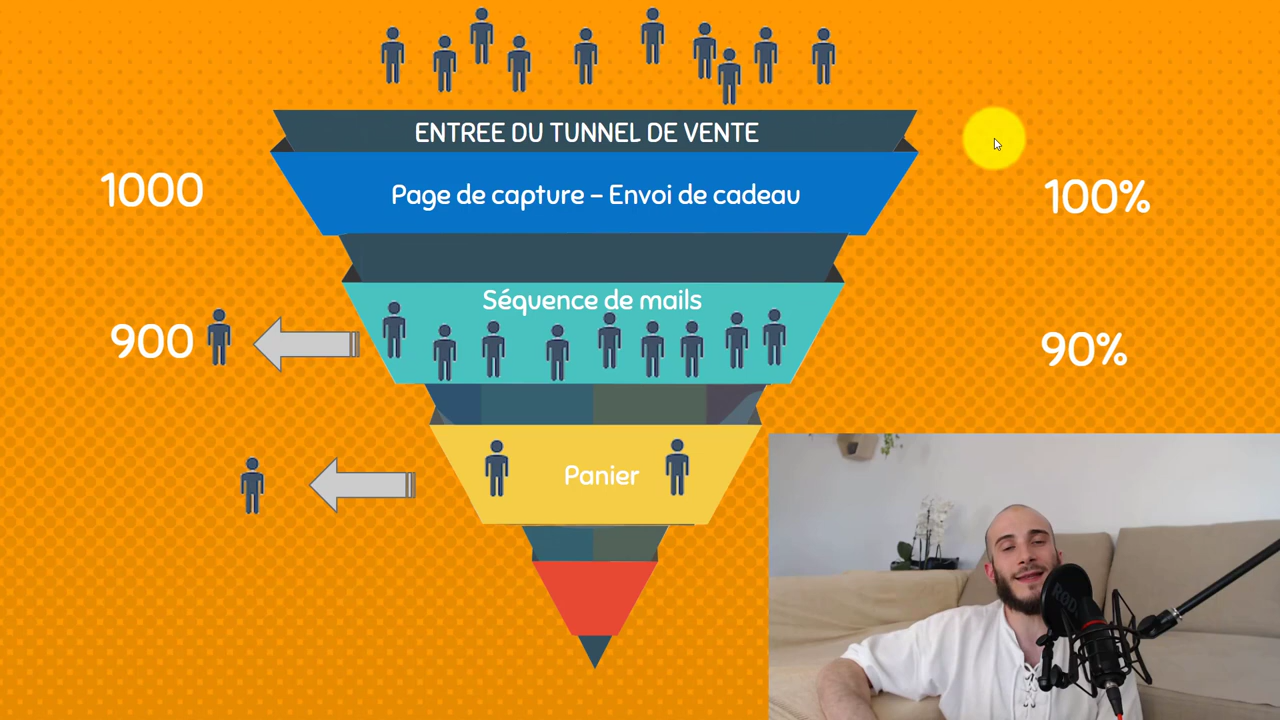 ENTREE DU TUNNEL DE VENTE
1000
Page de capture – Envoi de cadeau
100%
Séquence de mails
900
90%
Panier
RODE